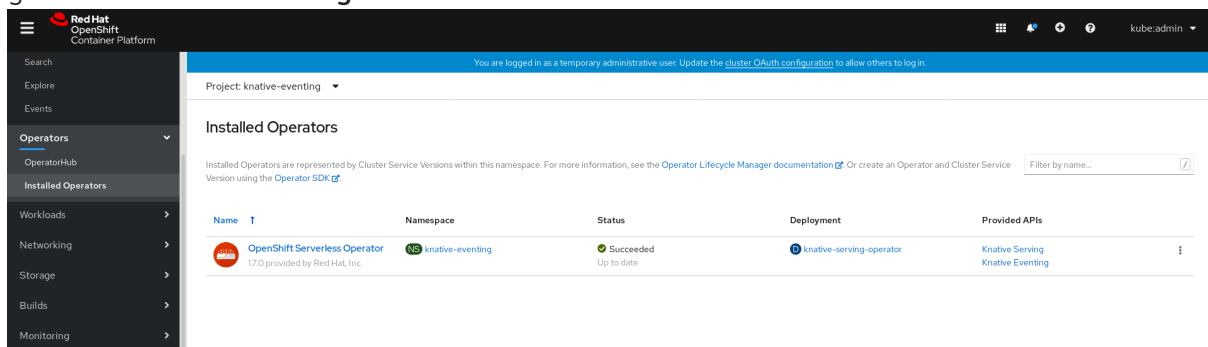 Red Hat
OpenShift
Container Platform
kube:admin
Search
Explore
Events
Operators
OperatorHub
Installed Operators
Workloads
Networking
Storage
Builds
Monitoring
You are logged in as a temporary administrative user. Update the cluster OAuth configuration to allow others to log in.
Project: knative-eventing
Installed Operators
Installed Operators are represented by Cluster Service Versions within this namespace. For more information, see the Operator Lifecycle Manager documentation. Or create an Operator and Cluster Service
Version using the Operator SDK.
Filter by name...
/
Name Namespace Status Deployment Provided APIs
OpenShift Serverless Operator NS knative-eventing Succeeded D knative-serving-operator Knative Serving
1.7.0 provided by Red Hat, Inc. Up to date Knative Eventing